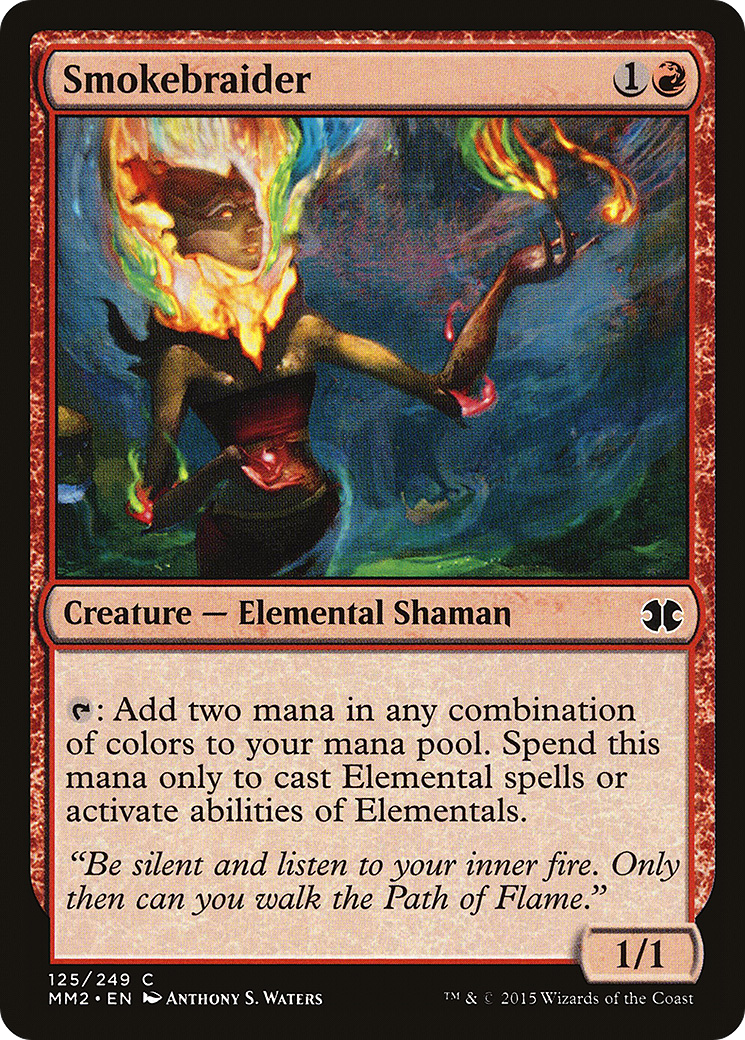 Smokebraider 1
Creature — Elemental Shaman
: Add two mana in any combination
of colors to your mana pool. Spend this
mana only to cast Elemental spells or
activate abilities of Elementals.
“Be silent and listen to your inner fire. Only
then can you walk the Path of Flame.”
1/1
125/249 C
MM2 • EN Anthony S. Waters ™ & © 2015 Wizards of the Coast